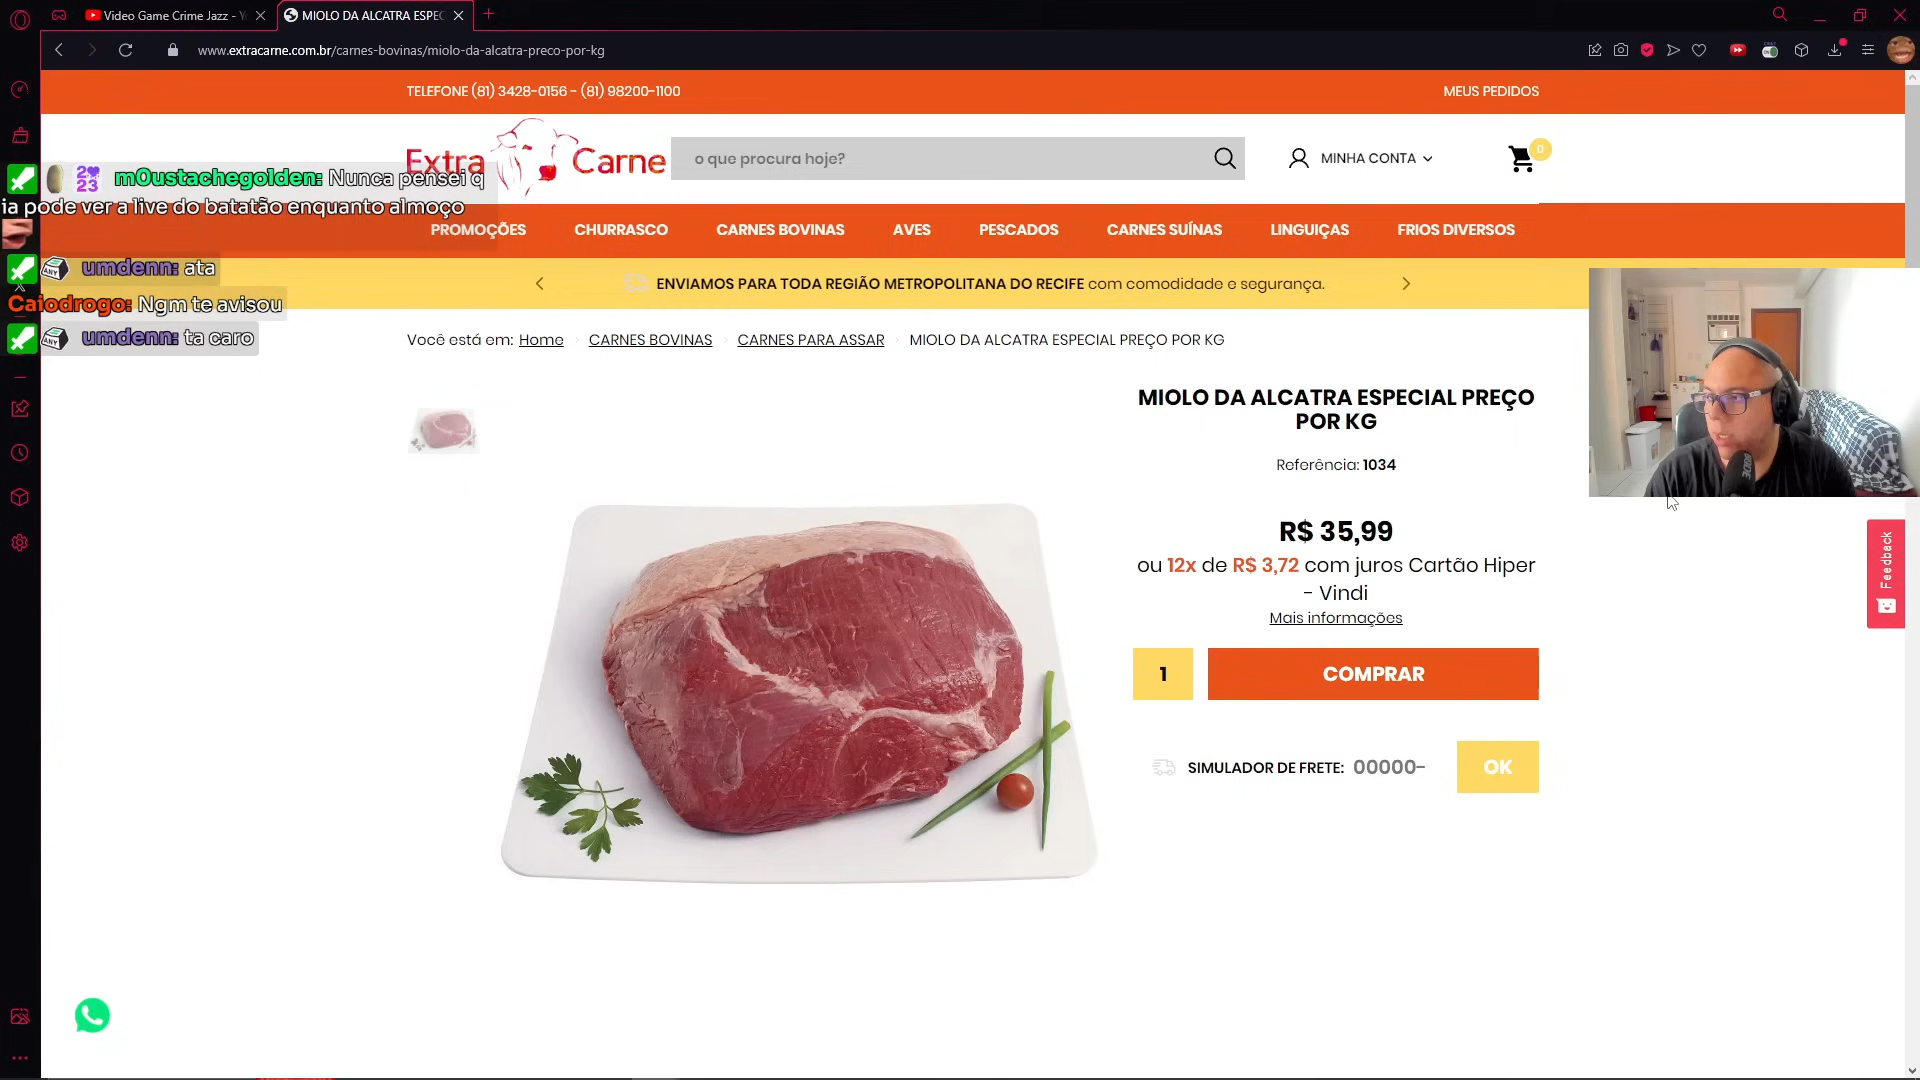 Video Game Crime Jazz - Y
MIOLO DA ALCATRA ESPEC
www.extracarne.com.br/carnes-bovinas/miolo-da-alcatra-preco-por-kg
TELEFONE (81) 3428-0156 - (81) 98200-1100
MEUS PEDIDOS
Extra Carne
o que procura hoje?
MINHA CONTA
0
2023
m0ustachegolden: Nunca pensei q
ia pode ver a live do batatão enquanto almoço
PROMOÇÕES
CHURRASCO
CARNES BOVINAS
AVES
PESCADOS
CARNES SUÍNAS
LINGUIÇAS
FRIOS DIVERSOS
ANY
umdenn: ata
Caiodrogo: Ngm te avisou
ANY
umdenn: ta caro
ENVIAMOS PARA TODA REGIÃO METROPOLITANA DO RECIFE com comodidade e segurança.
Você está em: Home
CARNES BOVINAS
CARNES PARA ASSAR
MIOLO DA ALCATRA ESPECIAL PREÇO POR KG
MIOLO DA ALCATRA ESPECIAL PREÇO
POR KG
Referência: 1034
R$ 35,99
ou 12x de R$ 3,72 com juros Cartão Hiper
- Vindi
Mais informações
1
COMPRAR
SIMULADOR DE FRETE: 00000-
OK
Feedback